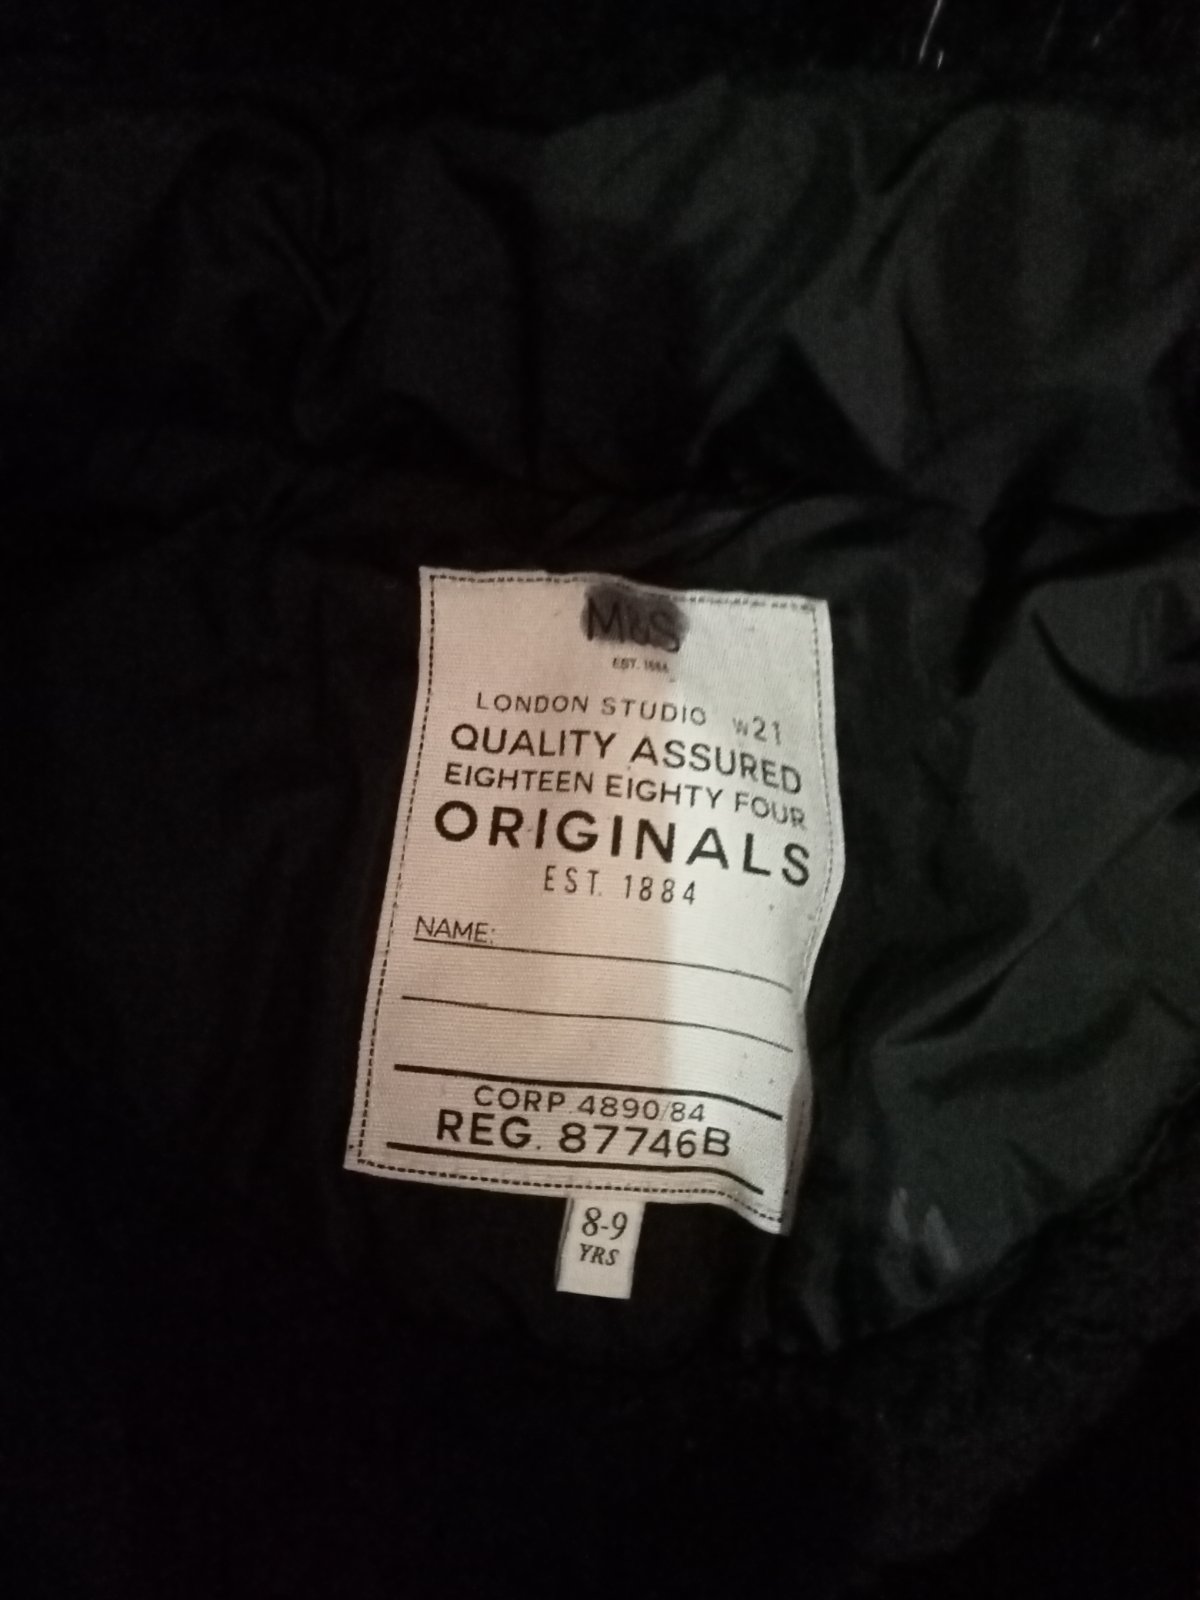 M&S
EST. 1884
LONDON STUDIO W21
QUALITY ASSURED
EIGHTEEN EIGHTY FOUR
ORIGINALS
EST. 1884
NAME:
CORP. 4890/84
REG. 87746B
8-9
YRS